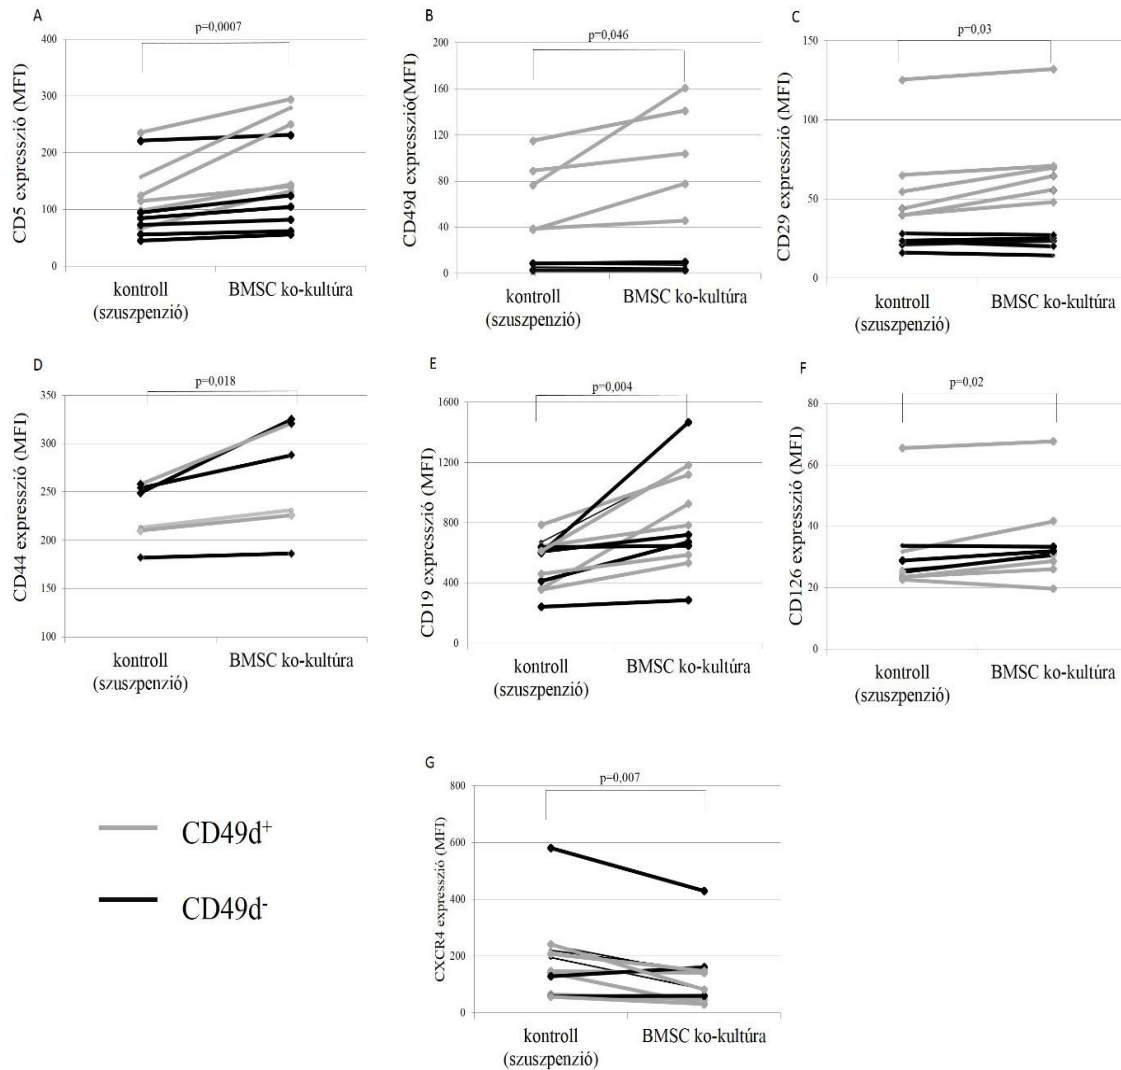 A
p=0,0007
CD5 expresszió (MFI)
400
300
200
100
0
kontroll
(szuszpenzió)
BMSC ko-kultúra
B
p=0,046
CD49d expresszió(MFI)
200
160
120
80
40
0
kontroll
(szuszpenzió)
BMSC ko-kultúra
C
p=0,03
CD29 expresszió (MFI)
150
100
50
0
kontroll
(szuszpenzió)
BMSC ko-kultúra
D
p=0,018
CD44 expresszió (MFI)
350
300
250
200
150
100
kontroll
(szuszpenzió)
BMSC ko-kultúra
E
p=0,004
CD19 expresszió (MFI)
1600
1200
800
400
0
kontroll
(szuszpenzió)
BMSC ko-kultúra
F
p=0,02
CD126 expresszió (MFI)
80
60
40
20
0
kontroll
(szuszpenzió)
BMSC ko-kultúra
G
p=0,007
CXCR4 expresszió (MFI)
800
600
400
200
0
kontroll
(szuszpenzió)
BMSC ko-kultúra
CD49d⁺
CD49d⁻